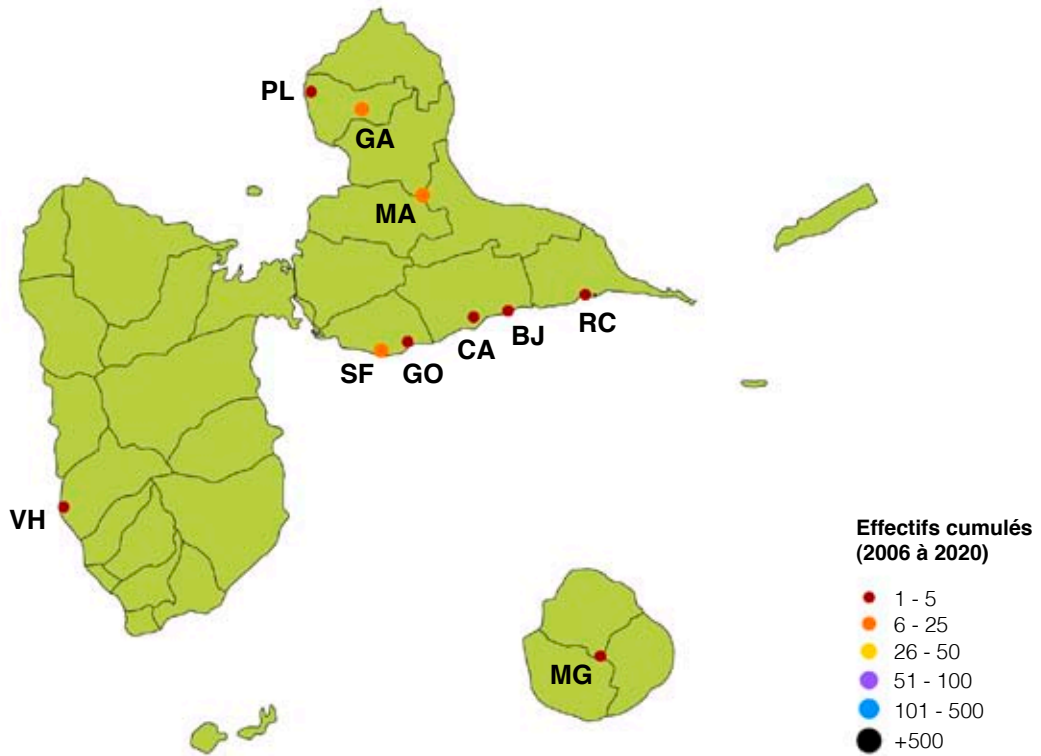 PL
GA
MA
RC
BJ
CA
SF
GO
VH
MG
Effectifs cumulés
(2006 à 2020)
1 - 5
6 - 25
26 - 50
51 - 100
101 - 500
+500